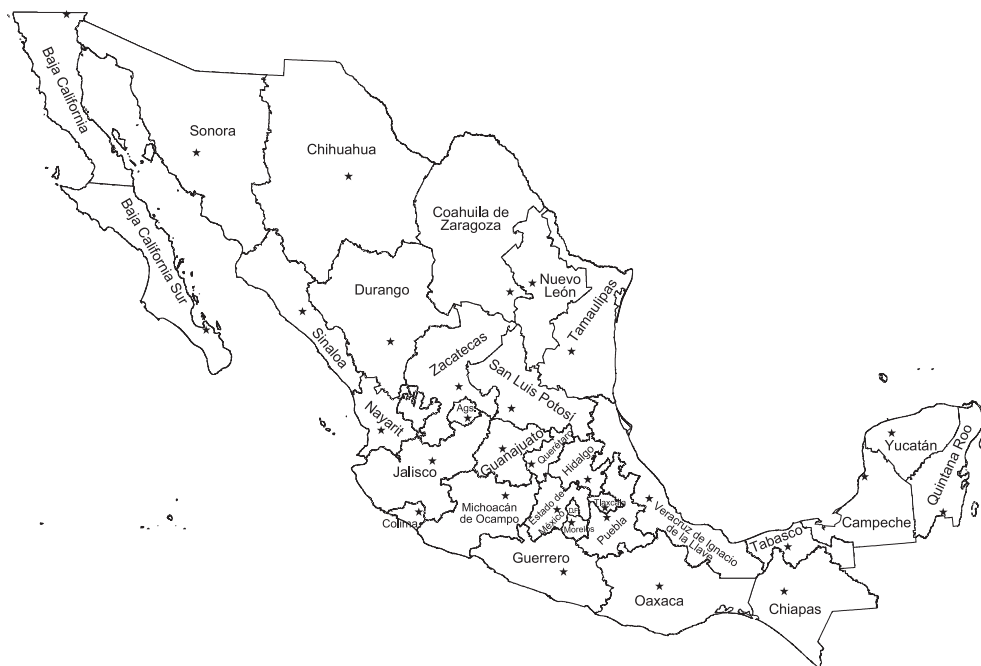 Baja California
Sonora
Chihuahua
Coahuila de
Zaragoza
Baja California Sur
Nuevo
León
Durango
Tamaulipas
Sinaloa
Zacatecas
San Luis Potosí
Nayarit
Ags.
Guanajuato
Querétaro
Hidalgo
Jalisco
Yucatán
Quintana Roo
Michoacán
de Ocampo
Colima
Estado de
México
D.F.
Tlaxcala
Morelos
Puebla
Veracruz de Ignacio
de la Llave
Campeche
Tabasco
Guerrero
Oaxaca
Chiapas